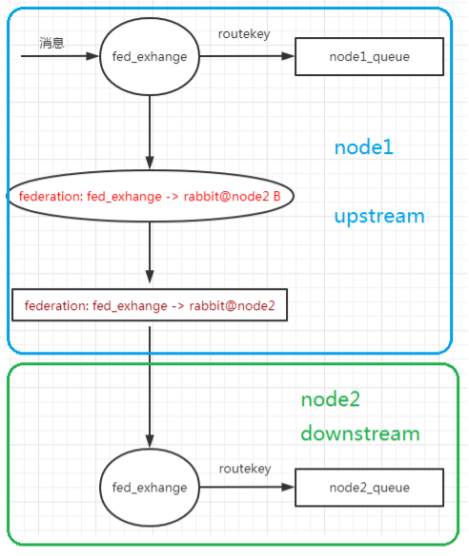 消息
fed_exhange
routekey
node1_queue
node1
federation: fed_exhange -> rabbit@node2 B
upstream
federation: fed_exhange -> rabbit@node2
node2
downstream
fed_exhange
routekey
node2_queue